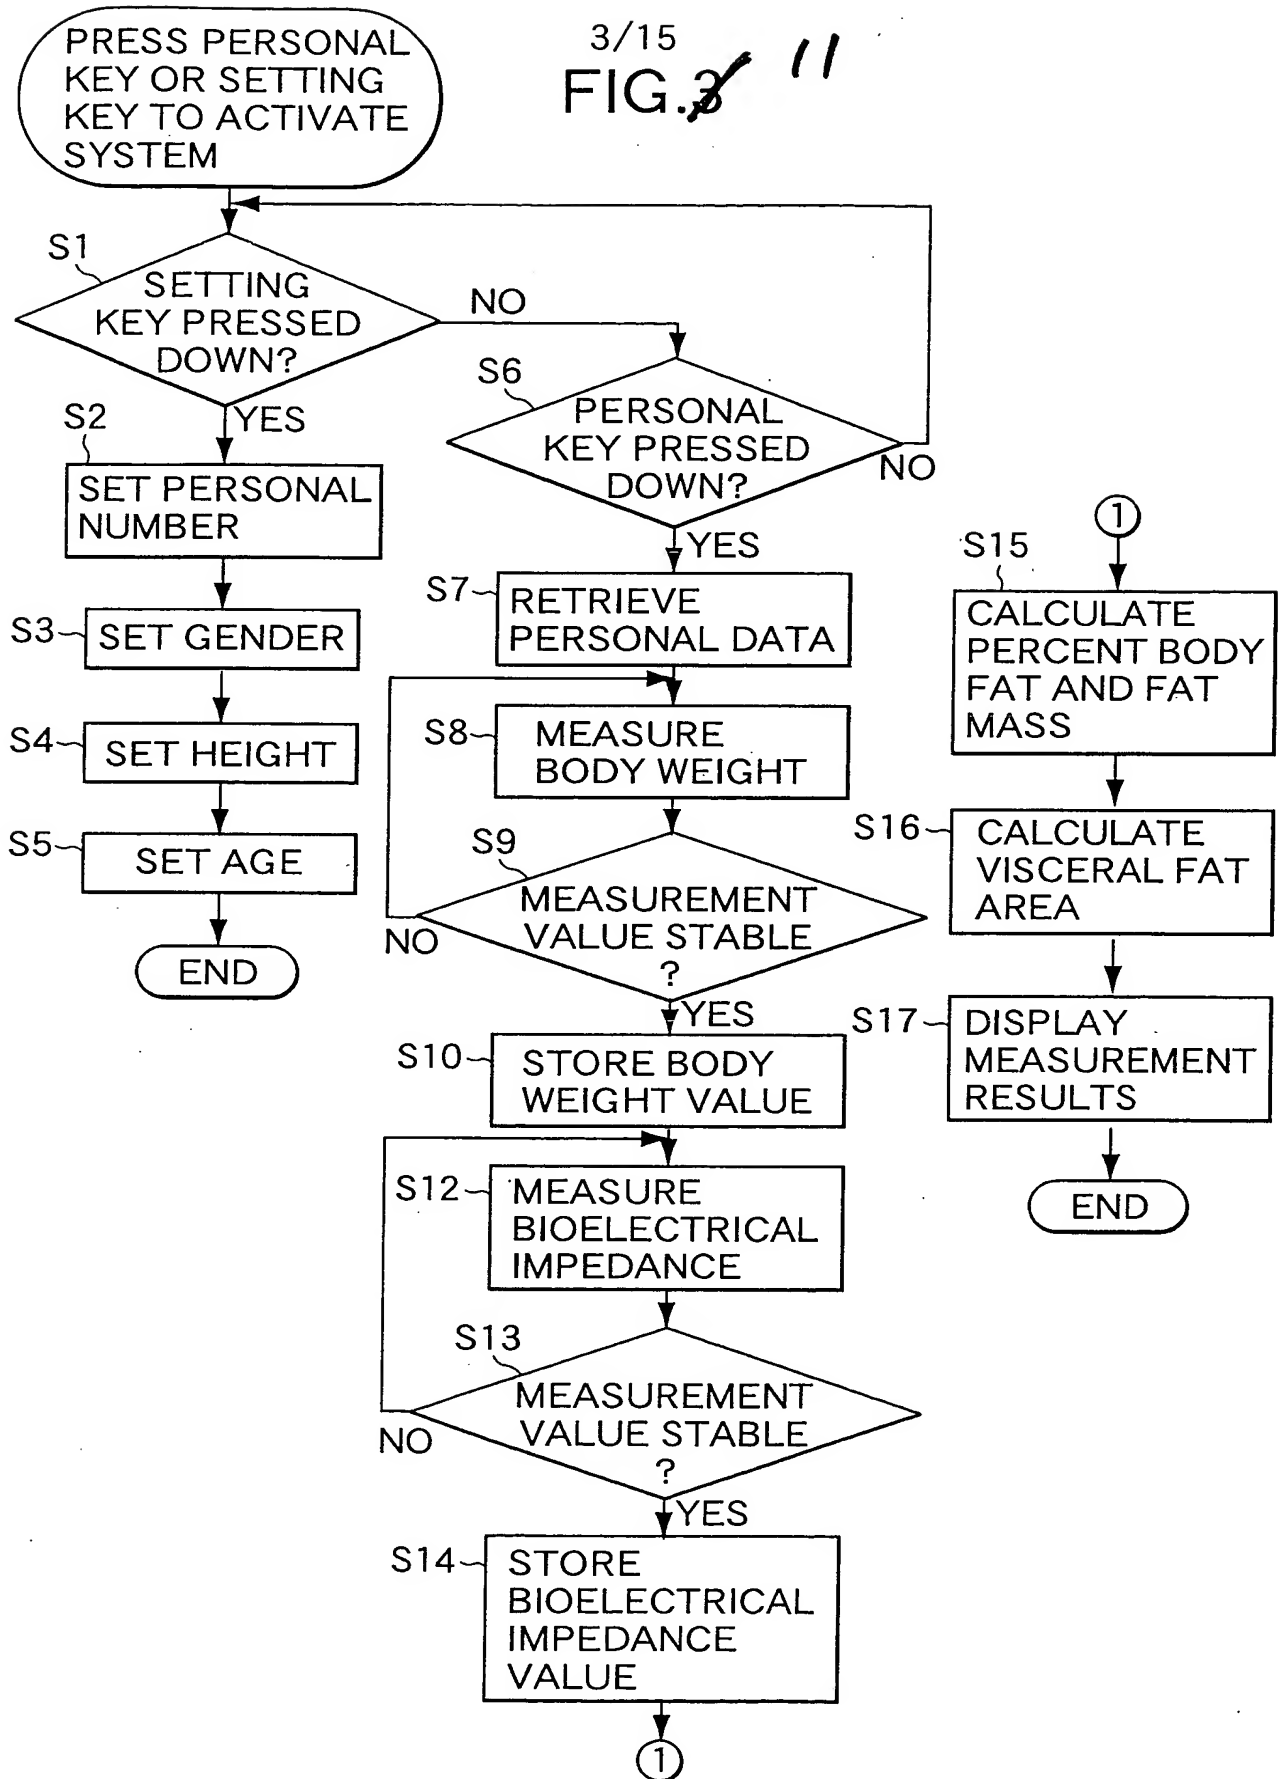 3/15
FIG.3 11
PRESS PERSONAL
KEY OR SETTING
KEY TO ACTIVATE
SYSTEM
S1
SETTING
KEY PRESSED
DOWN?
NO
YES
S2
SET PERSONAL
NUMBER
S3
SET GENDER
S4
SET HEIGHT
S5
SET AGE
END
S6
PERSONAL
KEY PRESSED
DOWN?
NO
YES
S7
RETRIEVE
PERSONAL DATA
S8
MEASURE
BODY WEIGHT
S9
MEASUREMENT
VALUE STABLE
?
NO
YES
S10
STORE BODY
WEIGHT VALUE
S12
MEASURE
BIOELECTRICAL
IMPEDANCE
S13
MEASUREMENT
VALUE STABLE
?
NO
YES
S14
STORE
BIOELECTRICAL
IMPEDANCE
VALUE
1
1
S15
CALCULATE
PERCENT BODY
FAT AND FAT
MASS
S16
CALCULATE
VISCERAL FAT
AREA
S17
DISPLAY
MEASUREMENT
RESULTS
END